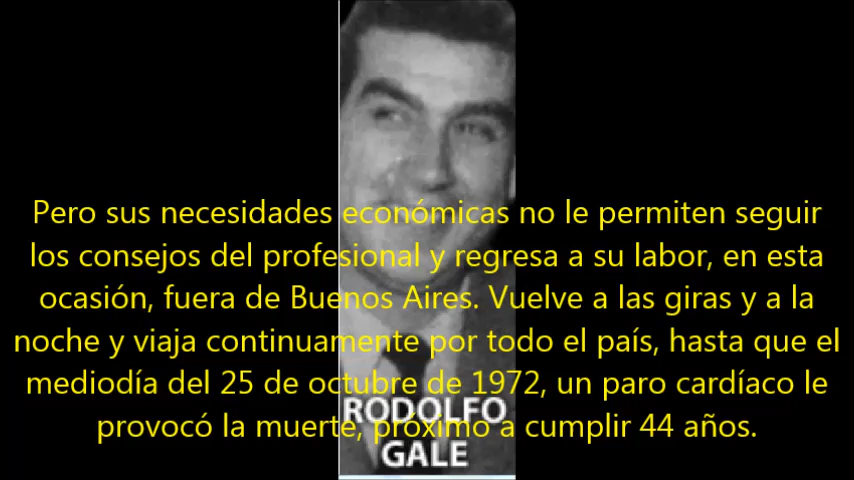 Pero sus necesidades económicas no le permiten seguir
los consejos del profesional y regresa a su labor, en esta
ocasión, fuera de Buenos Aires. Vuelve a las giras y a la
noche y viaja continuamente por todo el país, hasta que el
mediodía del 25 de octubre de 1972, un paro cardíaco le
provocó la muerte, próximo a cumplir 44 años.
RODOLFO
GALE